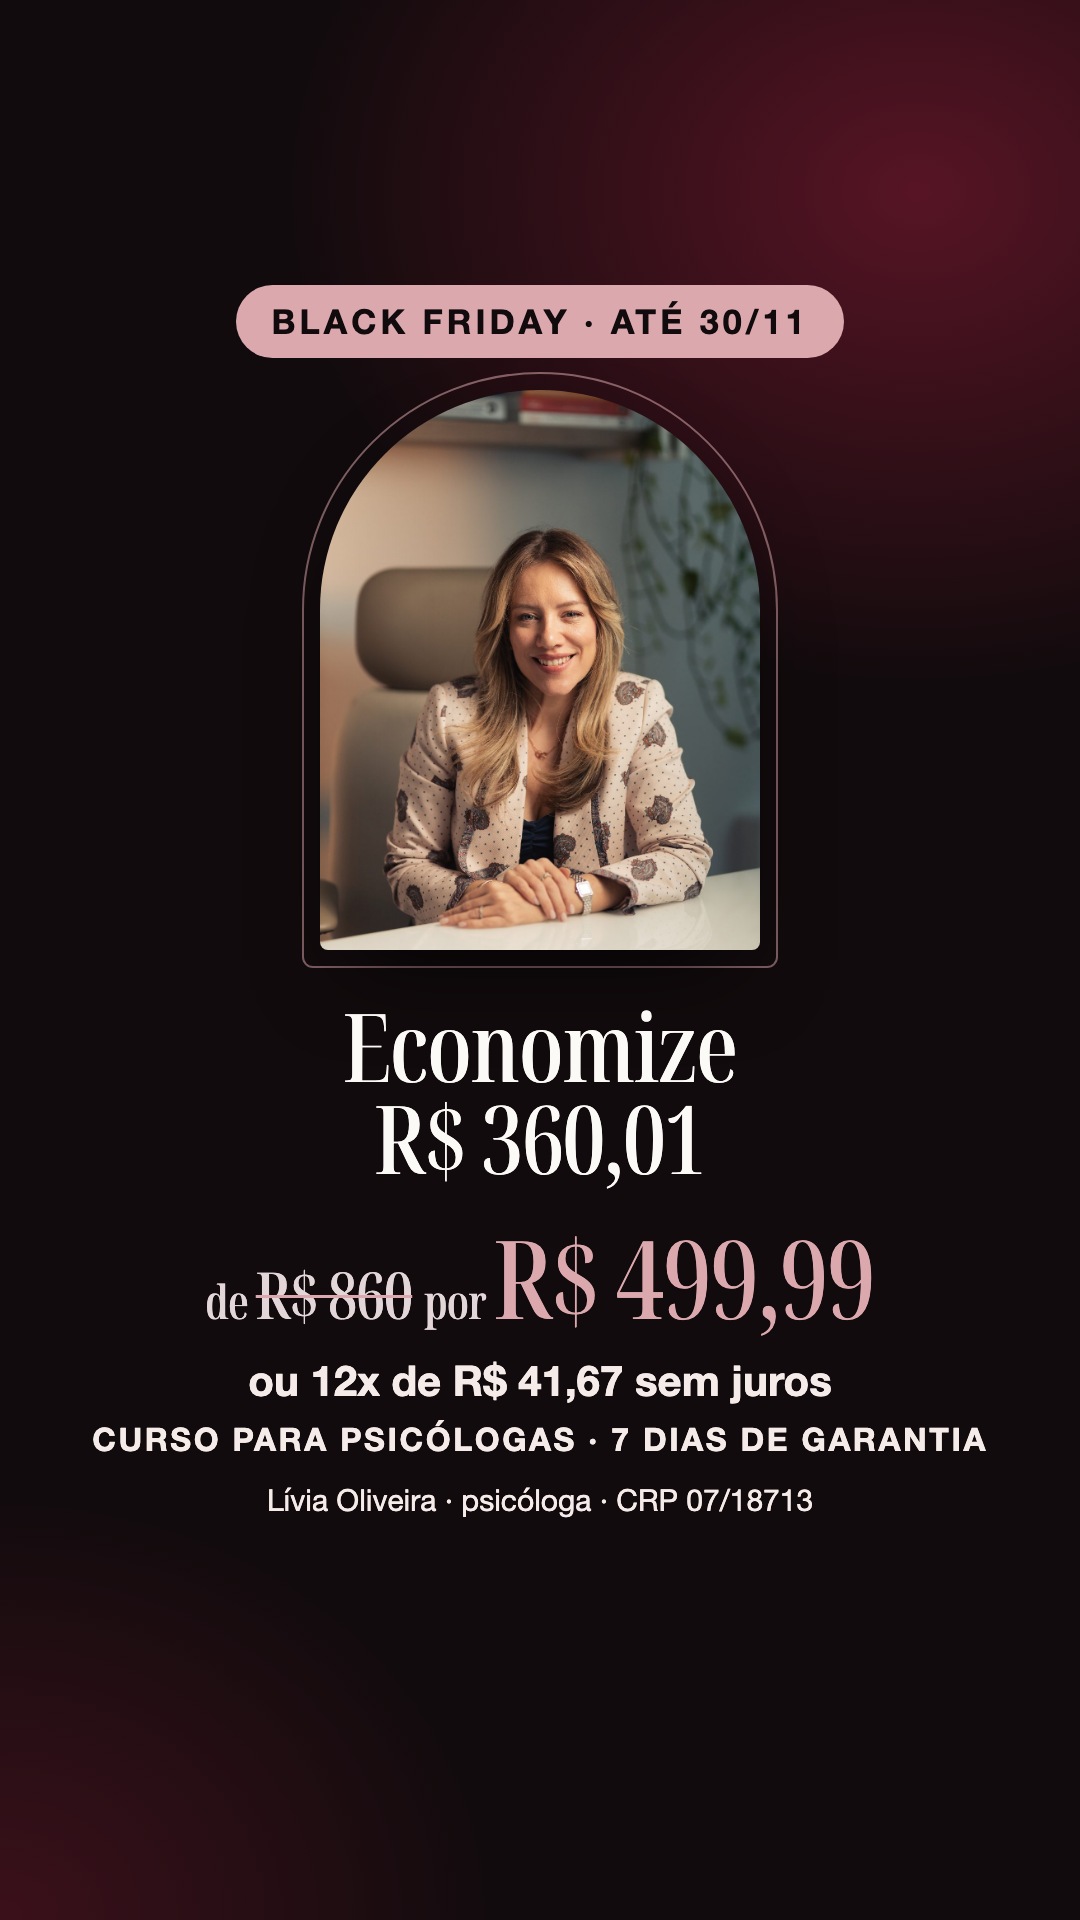 BLACK FRIDAY · ATÉ 30/11
Economize
R$ 360,01
de R$ 860 por R$ 499,99
ou 12x de R$ 41,67 sem juros
CURSO PARA PSICÓLOGAS · 7 DIAS DE GARANTIA
Lívia Oliveira · psicóloga · CRP 07/18713